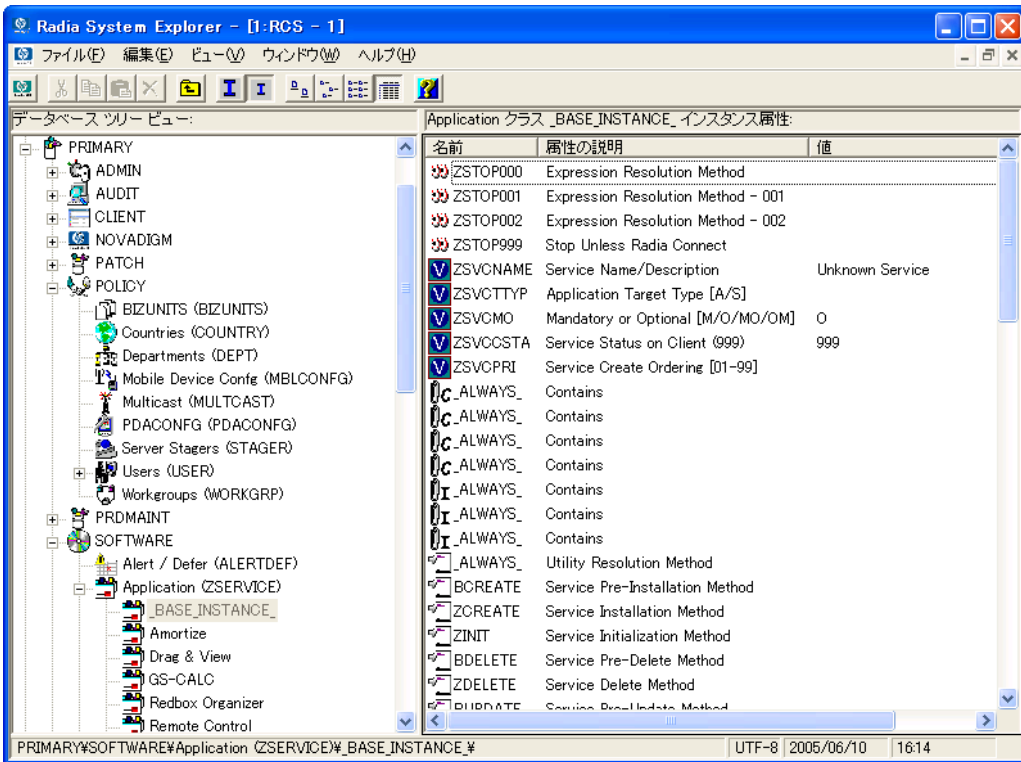 Radia System Explorer - [1:RCS - 1]
ファイル(F) 編集(E) ビュー(V) ウィンドウ(W) ヘルプ(H)
データベース ツリー ビュー:
PRIMARY
ADMIN
AUDIT
CLIENT
NOVADIGM
PATCH
POLICY
BIZUNITS (BIZUNITS)
Countries (COUNTRY)
Departments (DEPT)
Mobile Device Confg (MBLCONFG)
Multicast (MULTCAST)
PDACONFG (PDACONFG)
Server Stagers (STAGER)
Users (USER)
Workgroups (WORKGRP)
PRDMAINT
SOFTWARE
Alert / Defer (ALERTDEF)
Application (ZSERVICE)
_BASE_INSTANCE_
Amortize
Drag & View
GS-CALC
Redbox Organizer
Remote Control
Application クラス _BASE_INSTANCE_ インスタンス属性:
名前 属性の説明 値
ZSTOP000 Expression Resolution Method
ZSTOP001 Expression Resolution Method - 001
ZSTOP002 Expression Resolution Method - 002
ZSTOP999 Stop Unless Radia Connect
ZSVCNAME Service Name/Description Unknown Service
ZSVCTTYP Application Target Type [A/S]
ZSVCMO Mandatory or Optional [M/O/MO/OM] O
ZSVCCSTA Service Status on Client (999) 999
ZSVCPRI Service Create Ordering [01-99]
_ALWAYS_ Contains
_ALWAYS_ Contains
_ALWAYS_ Contains
_ALWAYS_ Contains
_ALWAYS_ Contains
_ALWAYS_ Contains
_ALWAYS_ Contains
_ALWAYS_ Utility Resolution Method
BCREATE Service Pre-Installation Method
ZCREATE Service Installation Method
ZINIT Service Initialization Method
BDELETE Service Pre-Delete Method
ZDELETE Service Delete Method
BUPDATE Service Pre-Update Method
PRIMARY¥SOFTWARE¥Application (ZSERVICE)¥_BASE_INSTANCE_¥
UTF-8 2005/06/10 16:14